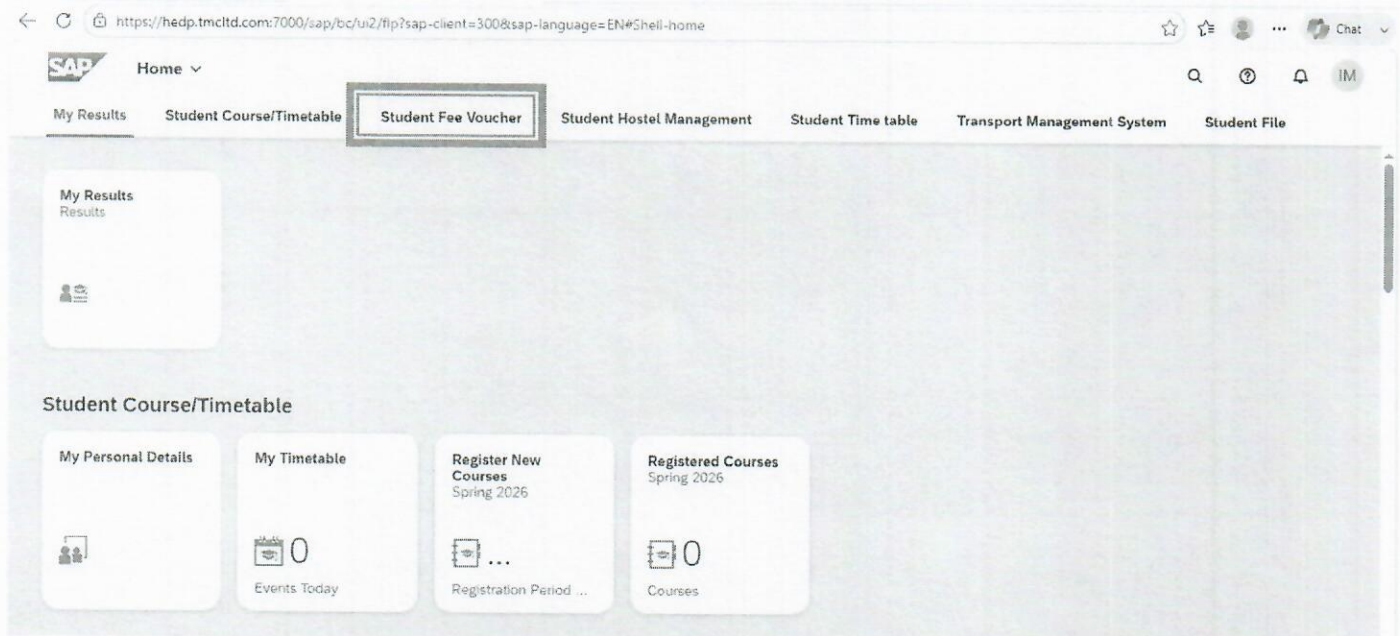 https://hedp.tmcltd.com:7000/sap/bc/ui2/flp?sap-client=300&sap-language=EN#Shell-home
Chat
SAP Home
IM
My Results Student Course/Timetable Student Fee Voucher Student Hostel Management Student Time table Transport Management System Student File
My Results
Results
Student Course/Timetable
My Personal Details
My Timetable
0
Events Today
Register New
Courses
Spring 2026
...
Registration Period ...
Registered Courses
Spring 2026
0
Courses